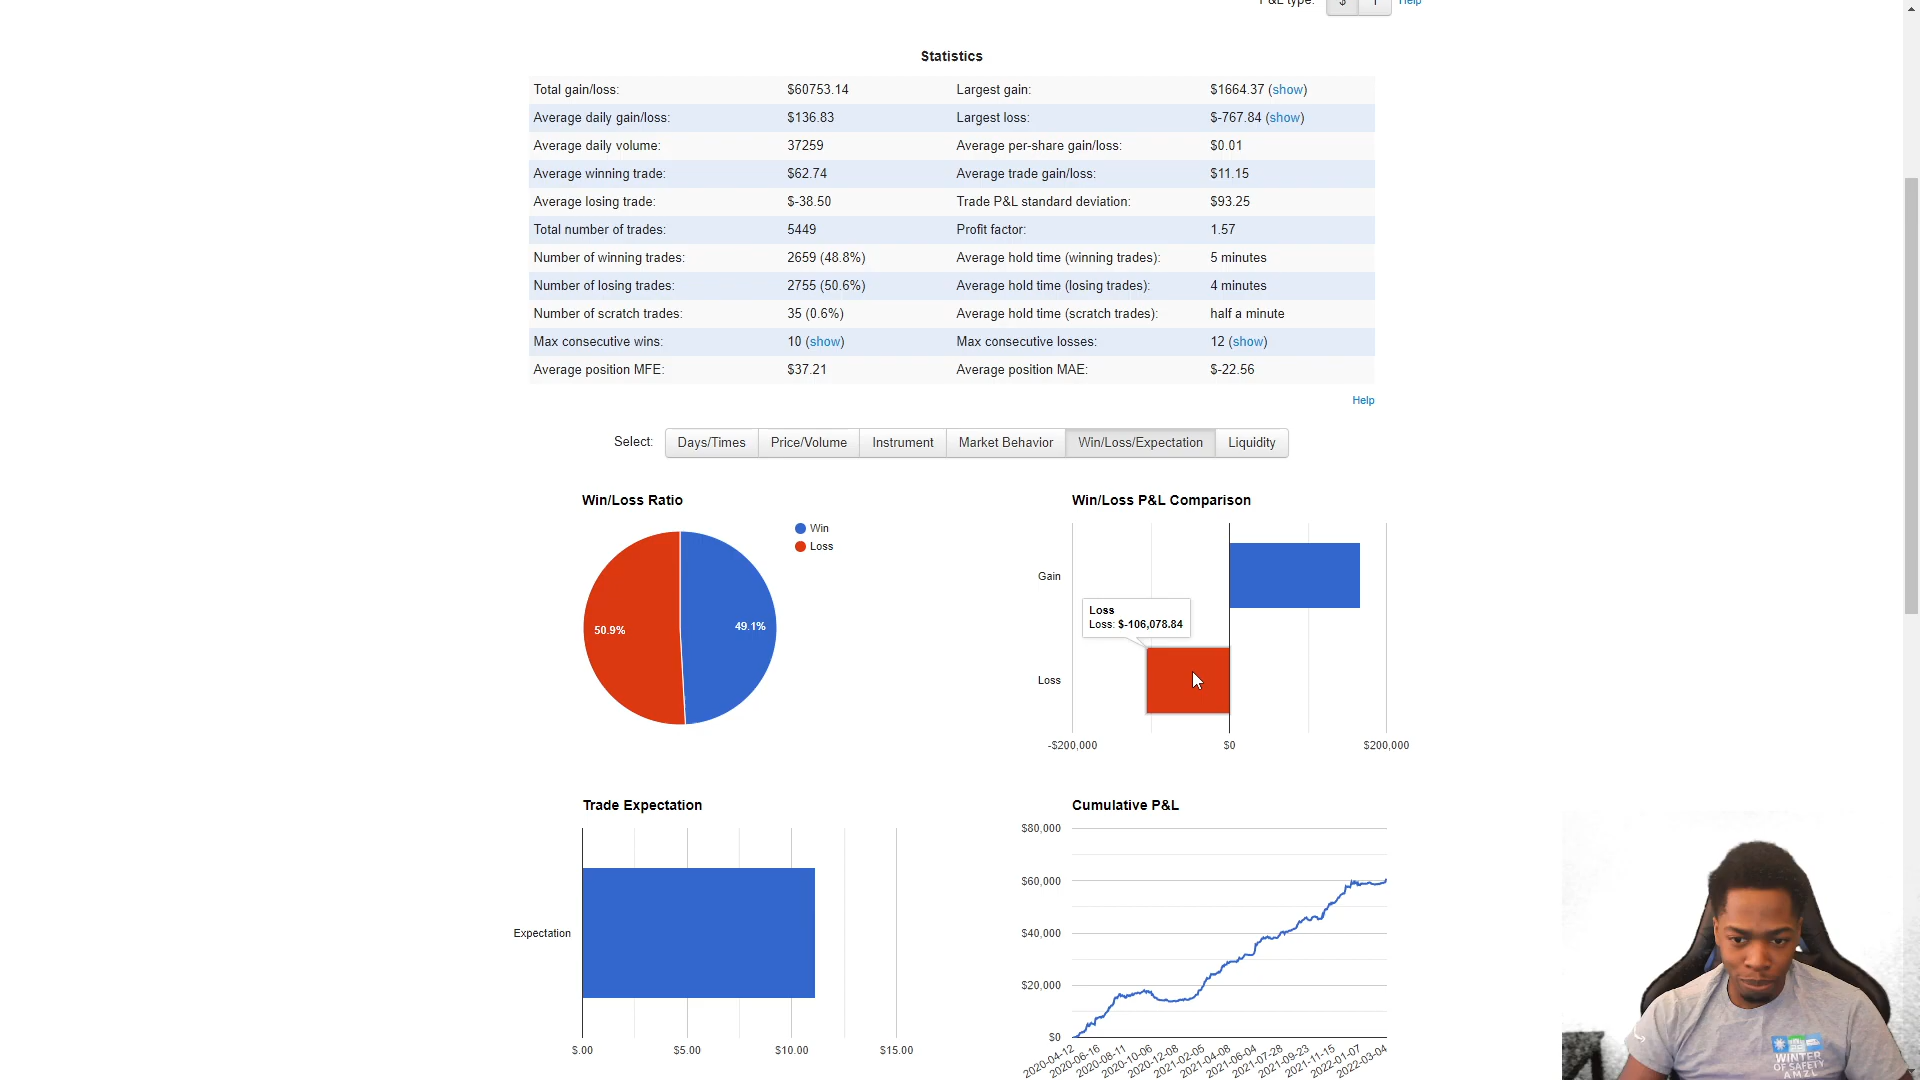 P&L type: $ Help
Statistics
Total gain/loss: $60753.14 Largest gain: $1664.37 (show)
Average daily gain/loss: $136.83 Largest loss: $-767.84 (show)
Average daily volume: 37259 Average per-share gain/loss: $0.01
Average winning trade: $62.74 Average trade gain/loss: $11.15
Average losing trade: $-38.50 Trade P&L standard deviation: $93.25
Total number of trades: 5449 Profit factor: 1.57
Number of winning trades: 2659 (48.8%) Average hold time (winning trades): 5 minutes
Number of losing trades: 2755 (50.6%) Average hold time (losing trades): 4 minutes
Number of scratch trades: 35 (0.6%) Average hold time (scratch trades): half a minute
Max consecutive wins: 10 (show) Max consecutive losses: 12 (show)
Average position MFE: $37.21 Average position MAE: $-22.56
Help
Select: Days/Times Price/Volume Instrument Market Behavior Win/Loss/Expectation Liquidity
Win/Loss Ratio
Win
Loss
50.9%
49.1%
Win/Loss P&L Comparison
Gain
Loss
Loss: $-106,078.84
Loss
-$200,000 $0 $200,000
Trade Expectation
Expectation
$.00 $5.00 $10.00 $15.00
Cumulative P&L
$80,000
$60,000
$40,000
$20,000
$0
2020-04-12 2020-06-16 2020-08-11 2020-10-06 2020-12-08 2021-02-05 2021-04-08 2021-06-04 2021-07-28 2021-09-23 2021-11-15 2022-01-07 2022-03-04
WINTER
OF SAFETY
AMZL